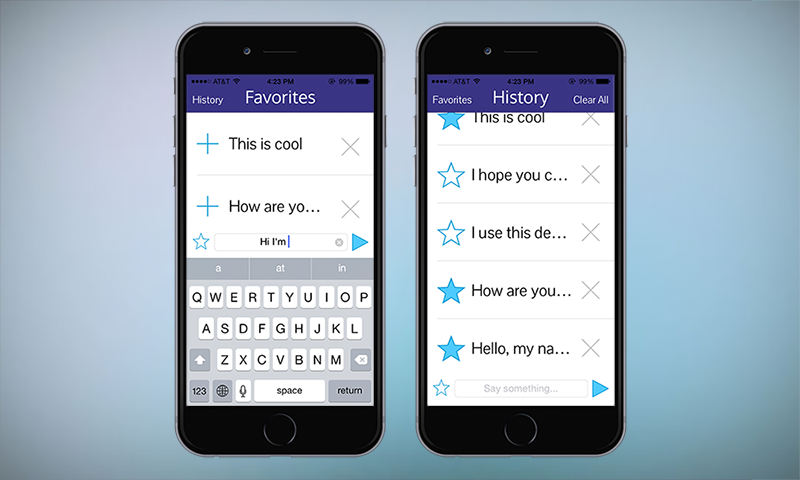 AT&T 4:23 PM 99%
History Favorites
This is cool
How are yo...
Hi I'm
a at in
Q W E R T Y U I O P
A S D F G H J K L
Z X C V B N M
123 space return
AT&T 4:23 PM 99%
Favorites History Clear All
This is cool
I hope you c...
I use this de...
How are you...
Hello, my na...
Say something...